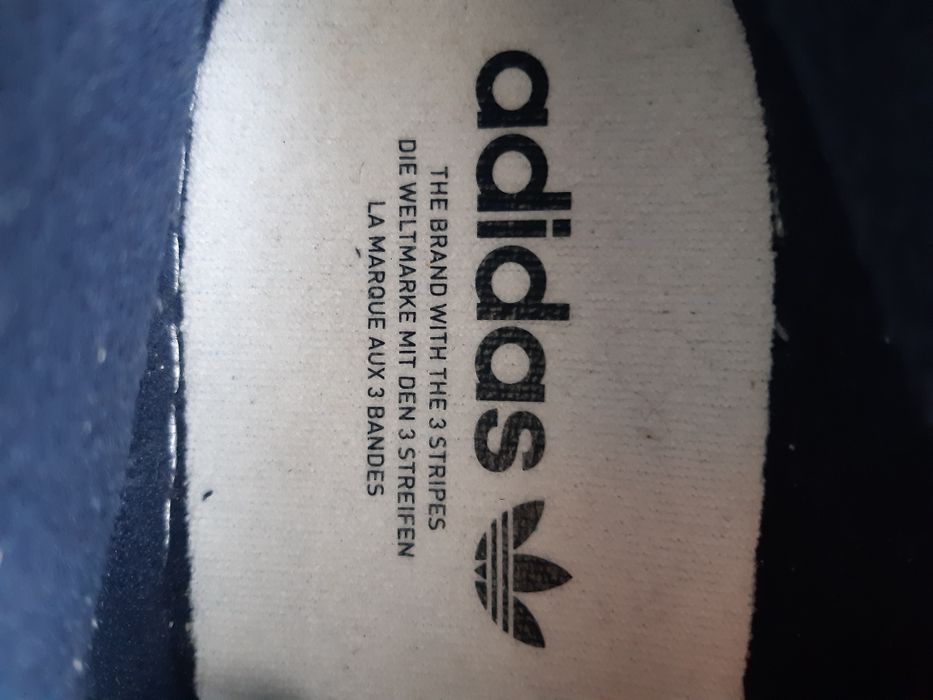 adidas
THE BRAND WITH THE 3 STRIPES
DIE WELTMARKE MIT DEN 3 STREIFEN
LA MARQUE AUX 3 BANDES